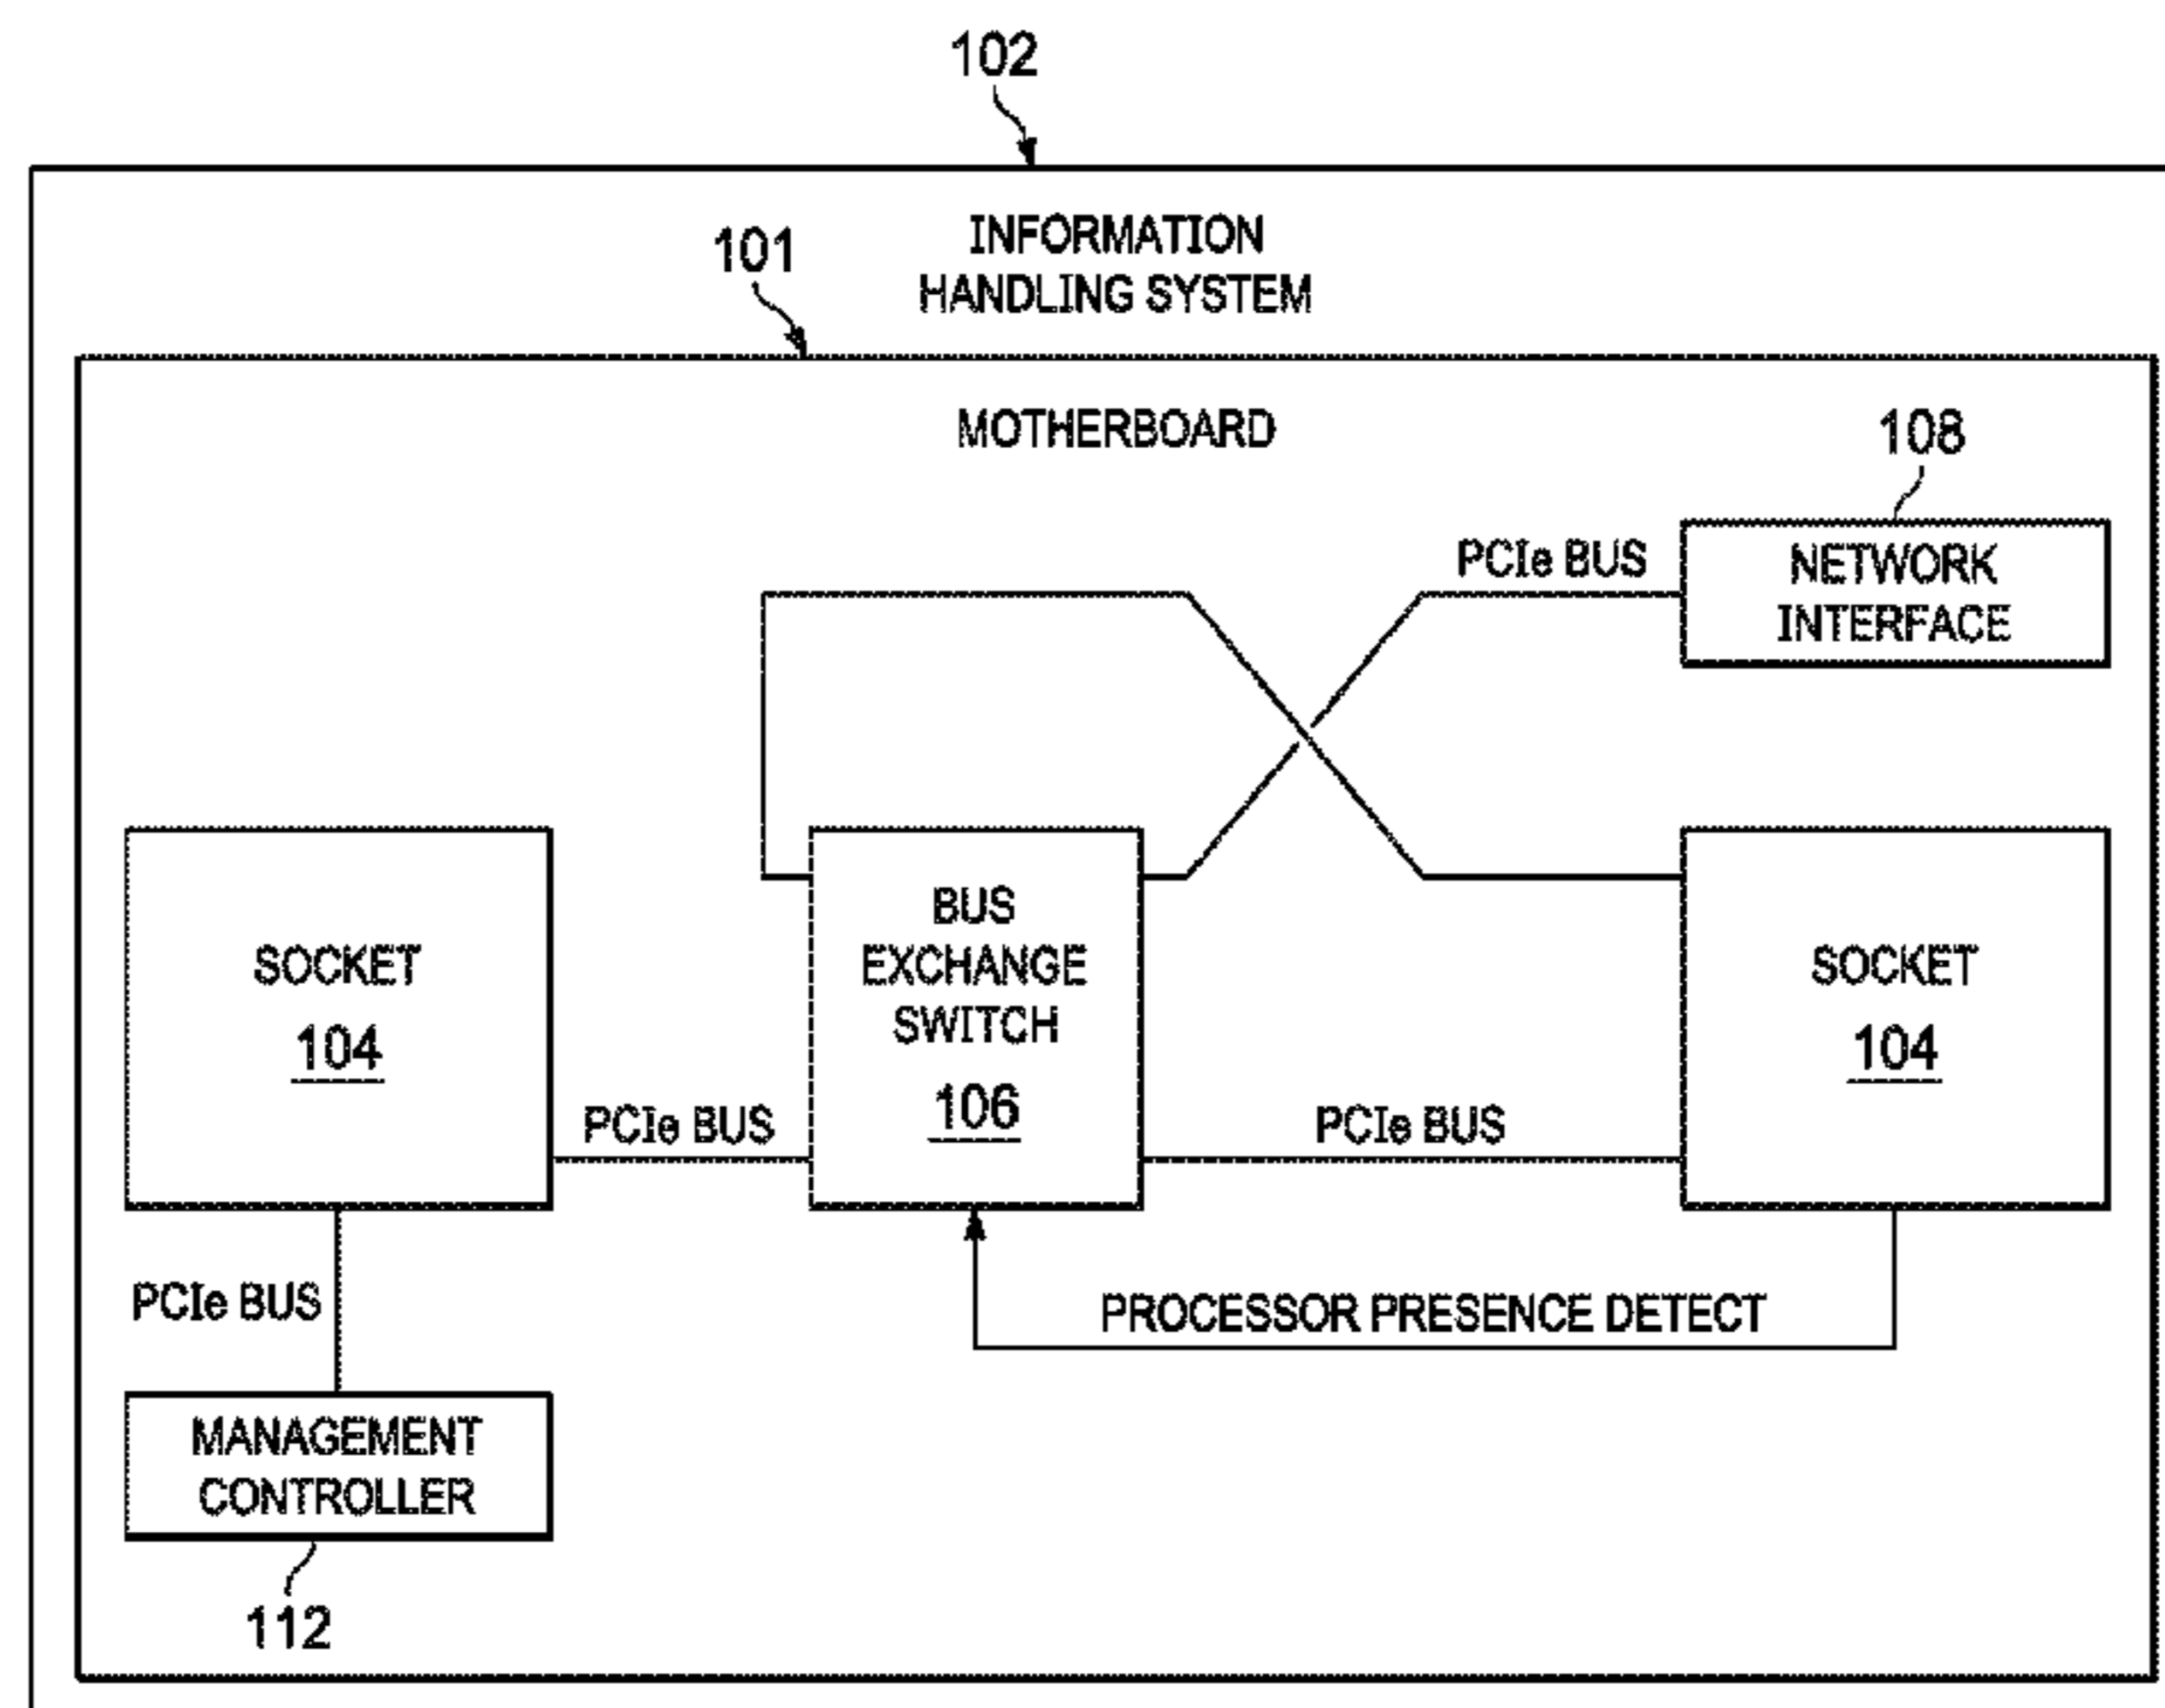 102
INFORMATION
HANDLING SYSTEM
101
MOTHERBOARD
108
PCIe BUS
NETWORK
INTERFACE
SOCKET
104
BUS
EXCHANGE
SWITCH
106
SOCKET
104
PCIe BUS
PCIe BUS
PCIe BUS
PROCESSOR PRESENCE DETECT
MANAGEMENT
CONTROLLER
112